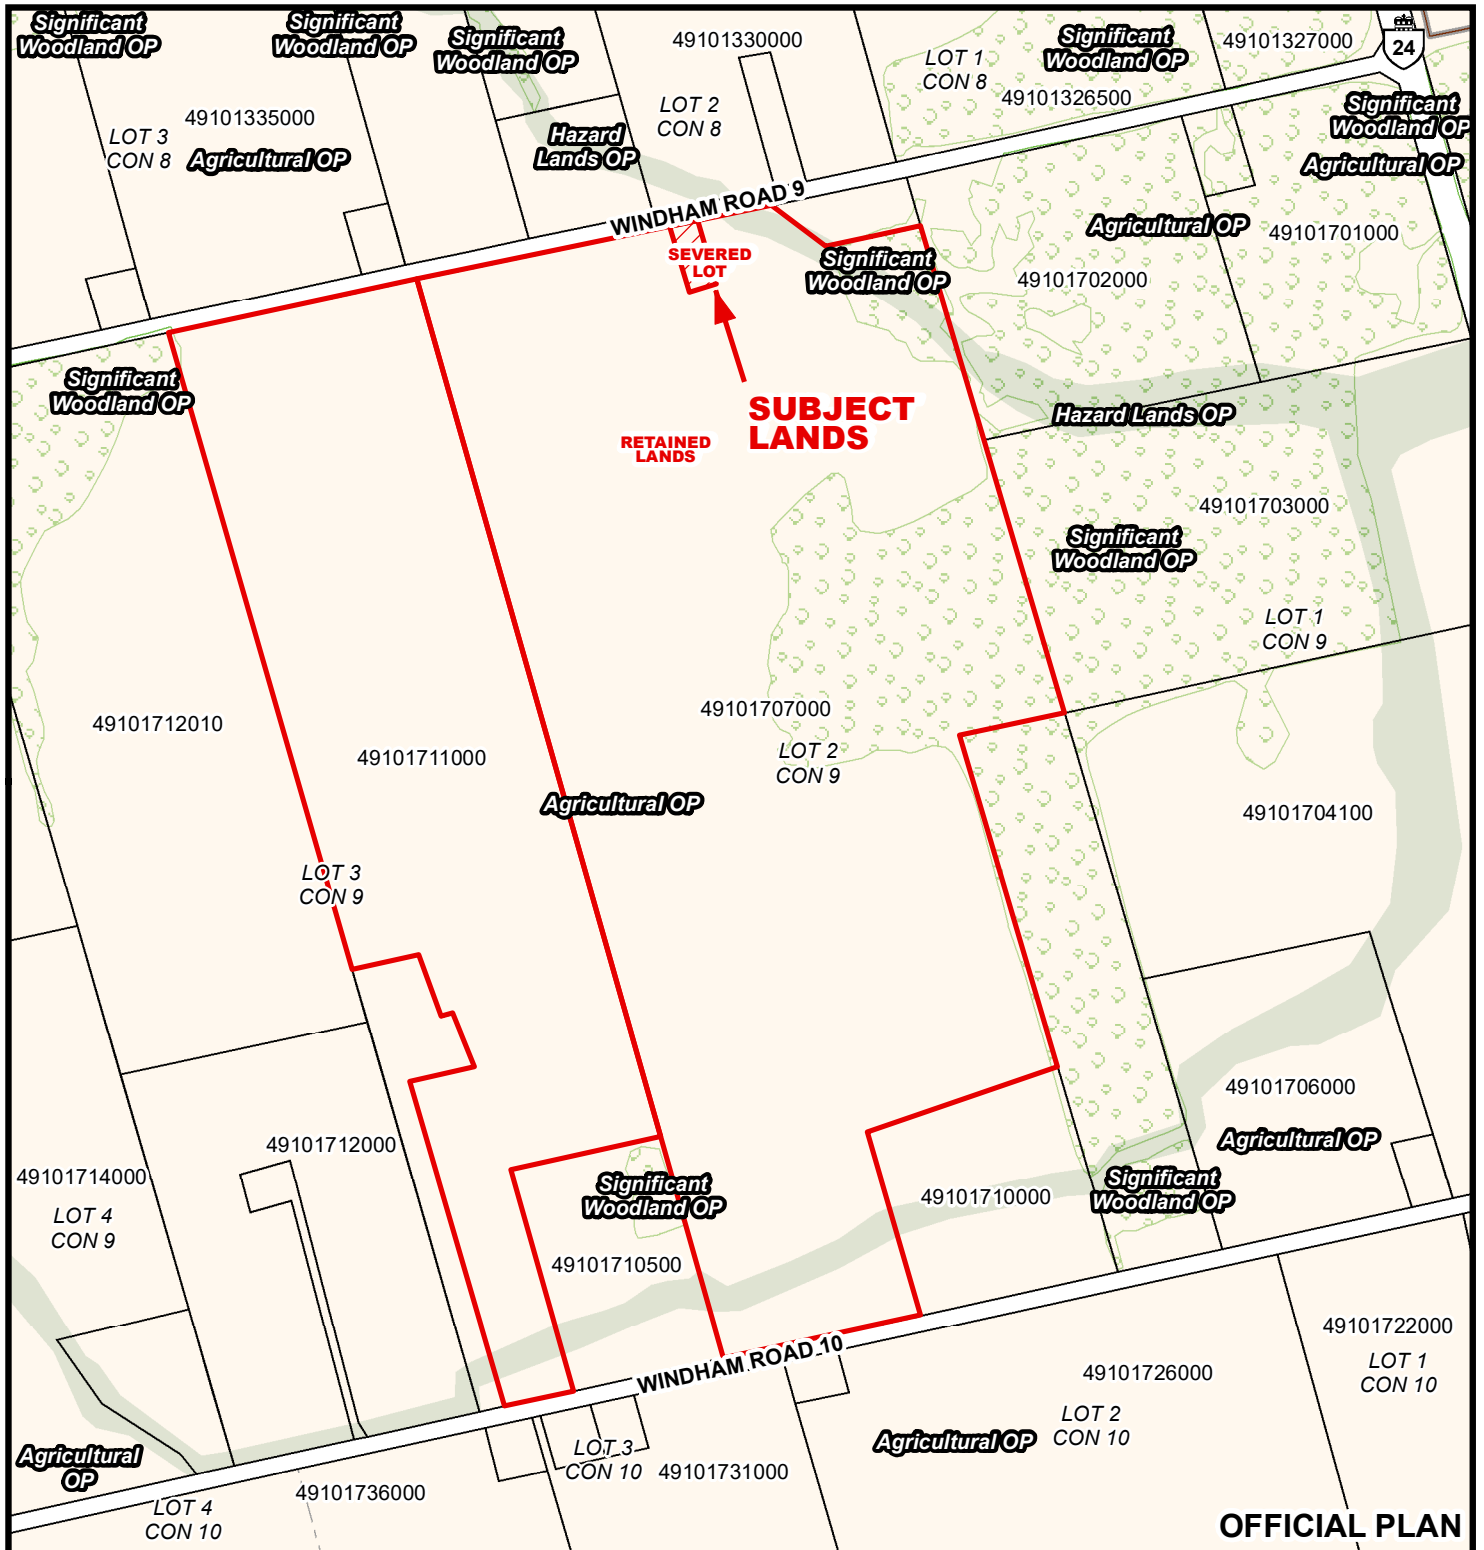 Significant
Woodland OP
Significant
Woodland OP
Significant
Woodland OP
49101330000
Significant
Woodland OP
49101327000
24
LOT 1
CON 8
49101326500
LOT 2
CON 8
49101335000
LOT 3
CON 8
Agricultural OP
Hazard
Lands OP
Significant
Woodland OP
Agricultural OP
WINDHAM ROAD 9
Agricultural OP
49101701000
SEVERED
LOT
Significant
Woodland OP
49101702000
Significant
Woodland OP
SUBJECT
LANDS
Hazard Lands OP
RETAINED
LANDS
49101703000
Significant
Woodland OP
LOT 1
CON 9
49101712010
49101707000
49101711000
LOT 2
CON 9
Agricultural OP
49101704100
LOT 3
CON 9
49101706000
Agricultural OP
49101712000
49101714000
LOT 4
CON 9
Significant
Woodland OP
49101710000
Significant
Woodland OP
49101710500
49101722000
WINDHAM ROAD 10
49101726000
LOT 1
CON 10
LOT 2
CON 10
Agricultural OP
Agricultural
OP
LOT 3
CON 10
49101731000
49101736000
LOT 4
CON 10
OFFICIAL PLAN